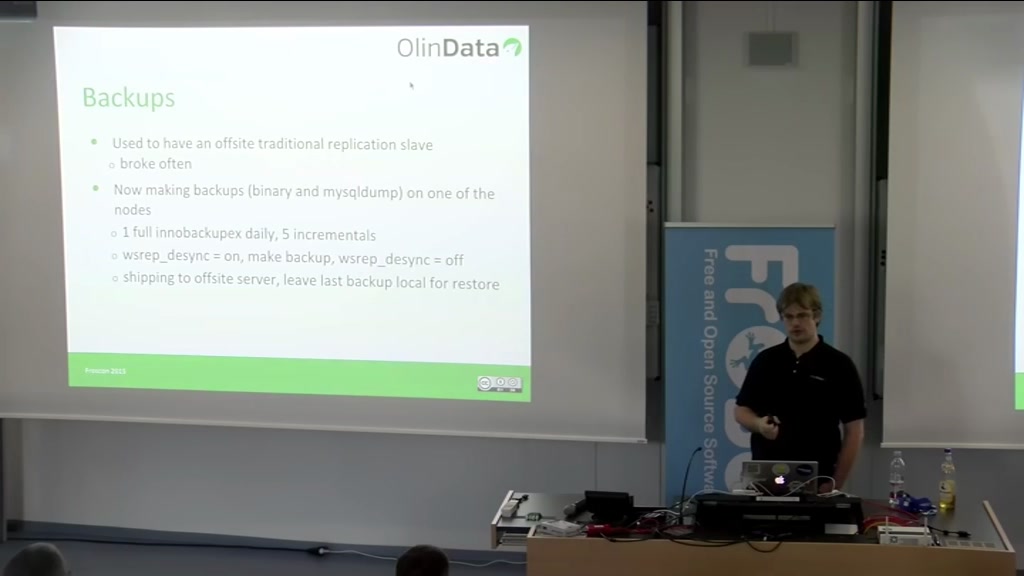 OlinData
Backups
Used to have an offsite traditional replication slave
broke often
Now making backups (binary and mysqldump) on one of the
nodes
1 full innobackupex daily, 5 incrementals
wsrep_desync = on, make backup, wsrep_desync = off
shipping to offsite server, leave last backup local for restore
Froscon 2013
Free and Open Source Softw